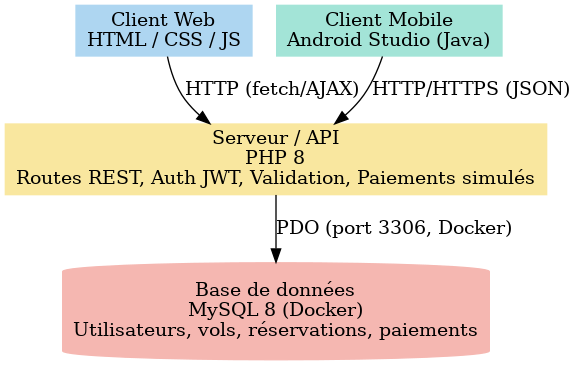 Client Web
HTML / CSS / JS
Client Mobile
Android Studio (Java)
HTTP (fetch/AJAX)
HTTP/HTTPS (JSON)
Serveur / API
PHP 8
Routes REST, Auth JWT, Validation, Paiements simulés
PDO (port 3306, Docker)
Base de données
MySQL 8 (Docker)
Utilisateurs, vols, réservations, paiements